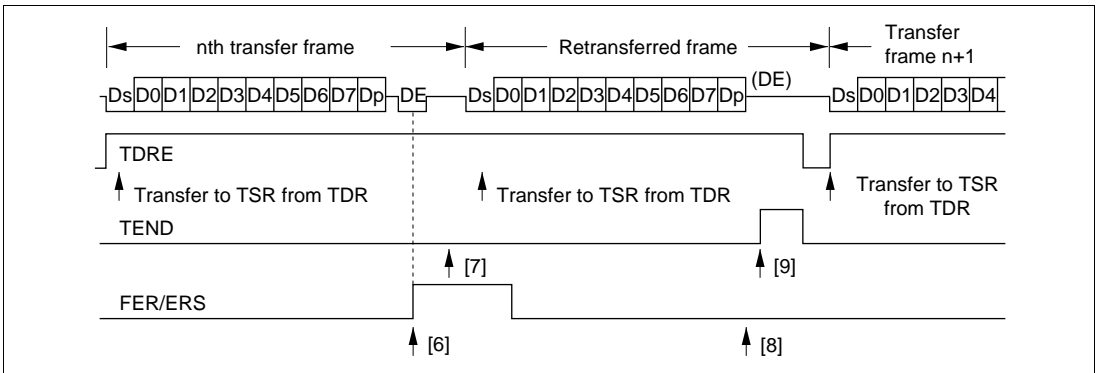 nth transfer frame
Retransferred frame
Transfer
frame n+1
Ds D0 D1 D2 D3 D4 D5 D6 D7 Dp DE
Ds D0 D1 D2 D3 D4 D5 D6 D7 Dp
(DE)
Ds D0 D1 D2 D3 D4
TDRE
Transfer to TSR from TDR
Transfer to TSR from TDR
Transfer to TSR
from TDR
TEND
[7]
[9]
FER/ERS
[6]
[8]